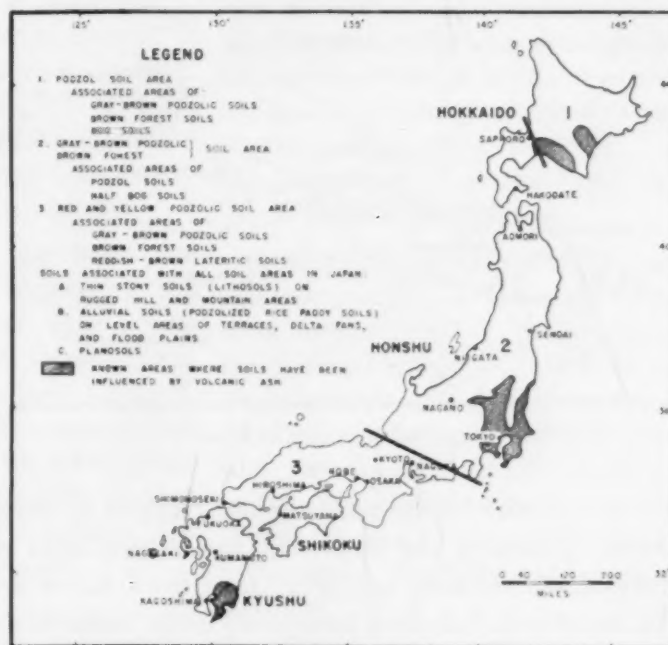 125° 130° 135° 140° 145°
LEGEND
1. PODZOL SOIL AREA
ASSOCIATED AREAS OF
GRAY-BROWN PODZOLIC SOILS
BROWN FOREST SOILS
BOG SOILS
2. GRAY-BROWN PODZOLIC } SOIL AREA
BROWN FOREST
ASSOCIATED AREAS OF
PODZOL SOILS
HALF BOG SOILS
3 RED AND YELLOW PODZOLIC SOIL AREA
ASSOCIATED AREAS OF
GRAY-BROWN PODZOLIC SOILS
BROWN FOREST SOILS
REDDISH-BROWN LATERITIC SOILS
SOILS ASSOCIATED WITH ALL SOIL AREAS IN JAPAN:
A. THIN STONY SOILS (LITHOSOLS) ON
RUGGED HILL AND MOUNTAIN AREAS
B. ALLUVIAL SOILS (PODZOLIZED RICE PADDY SOILS)
ON LEVEL AREAS OF TERRACES, DELTA FANS,
AND FLOOD PLAINS
C. PLANOSOLS
KNOWN AREAS WHERE SOILS HAVE BEEN
INFLUENCED BY VOLCANIC ASH
HOKKAIDO
1
SAPPORO
HAKODATE
AOMORI
SENDAI
2
HONSHU
NIIGATA
NAGANO
TOKYO
3
KYOTO
NAGOYA
KOBE
OSAKA
HIROSHIMA
SHIMONOSEKI
MATSUYAMA
FUKUOKA
SHIKOKU
NAGASAKI
KUMAMOTO
KAGOSHIMA
KYUSHU
32
0 40 120 200
MILES